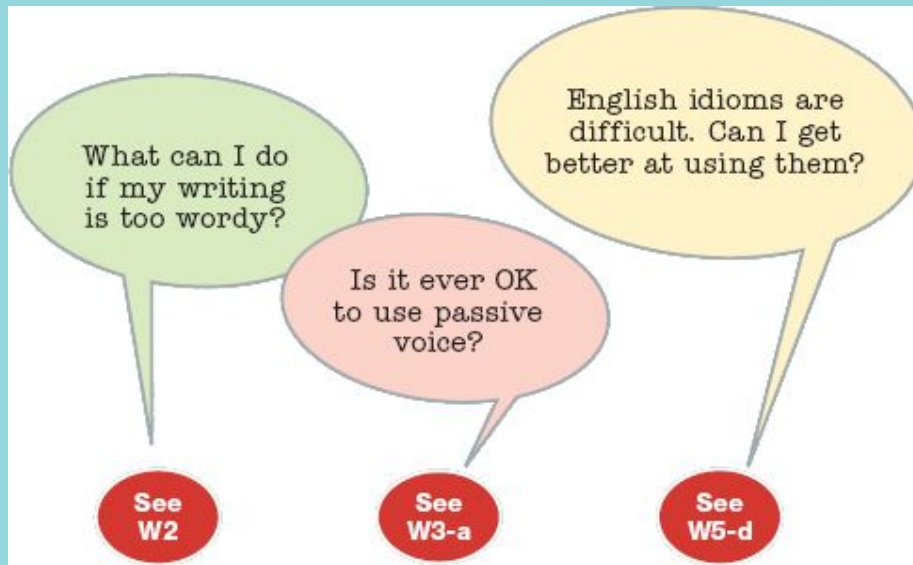 What can I do
if my writing
is too wordy?
Is it ever OK
to use passive
voice?
English idioms are
difficult. Can I get
better at using them?
See
W2
See
W3-a
See
W5-d